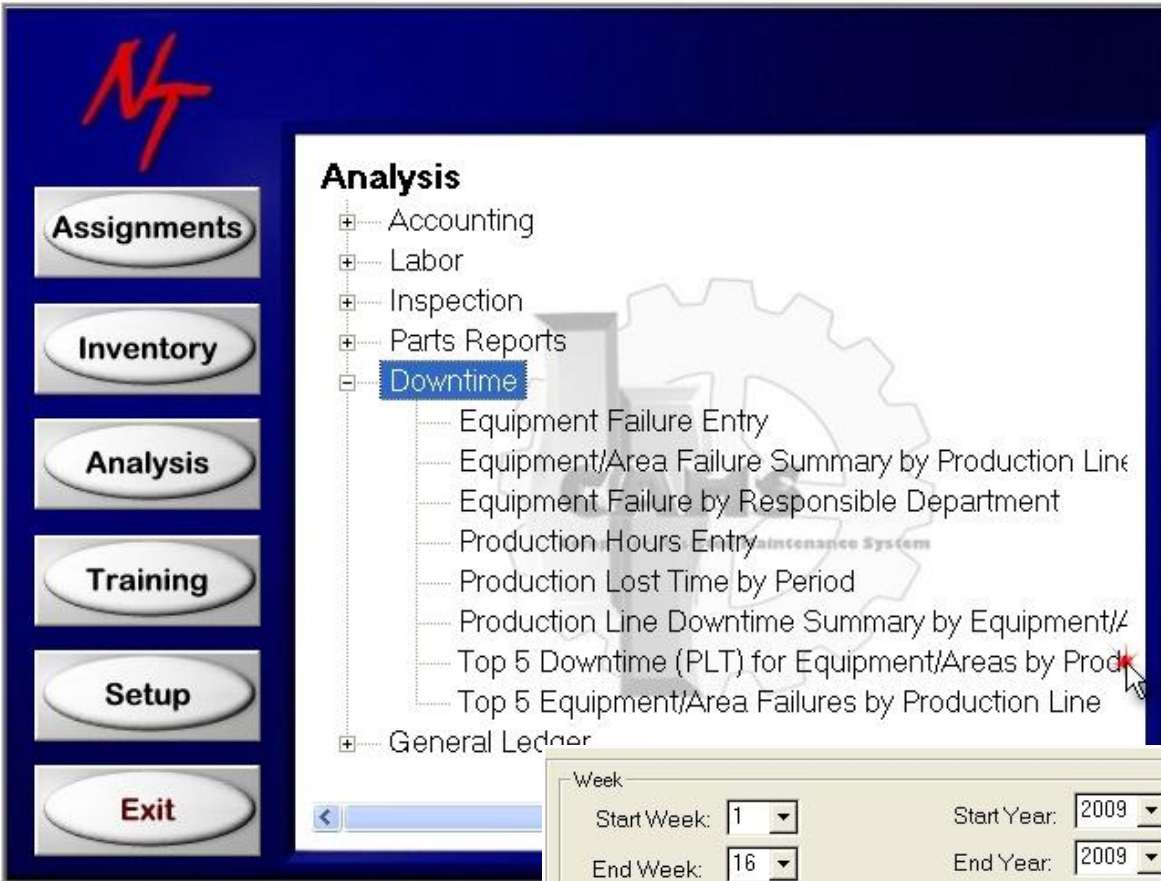 NT
Assignments
Inventory
Analysis
Training
Setup
Exit
Analysis
Accounting
Labor
Inspection
Parts Reports
Downtime
Equipment Failure Entry
Equipment/Area Failure Summary by Production Line
Equipment Failure by Responsible Department
Production Hours Entry
Production Lost Time by Period
Production Line Downtime Summary by Equipment/
Top 5 Downtime (PLT) for Equipment/Areas by Prod
Top 5 Equipment/Area Failures by Production Line
General Ledger
Maintenance System
Week
Start Week: 1 Start Year: 2009
End Week: 16 End Year: 2009